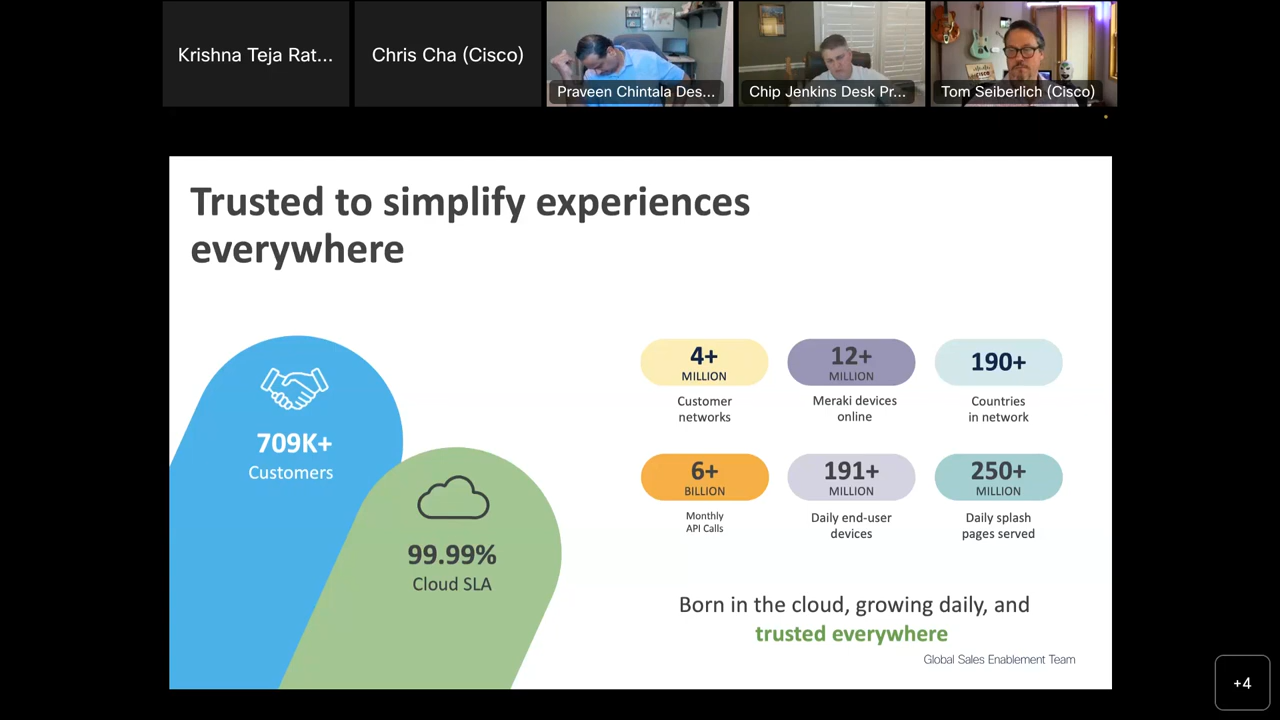 Krishna Teja Rat...
Chris Cha (Cisco)
Praveen Chintala Des...
Chip Jenkins Desk Pr...
Tom Seiberlich (Cisco)
Trusted to simplify experiences
everywhere
709K+
Customers
99.99%
Cloud SLA
4+
MILLION
Customer
networks
12+
MILLION
Meraki devices
online
190+
Countries
in network
6+
BILLION
Monthly
API Calls
191+
MILLION
Daily end-user
devices
250+
MILLION
Daily splash
pages served
Born in the cloud, growing daily, and
trusted everywhere
Global Sales Enablement Team
+4